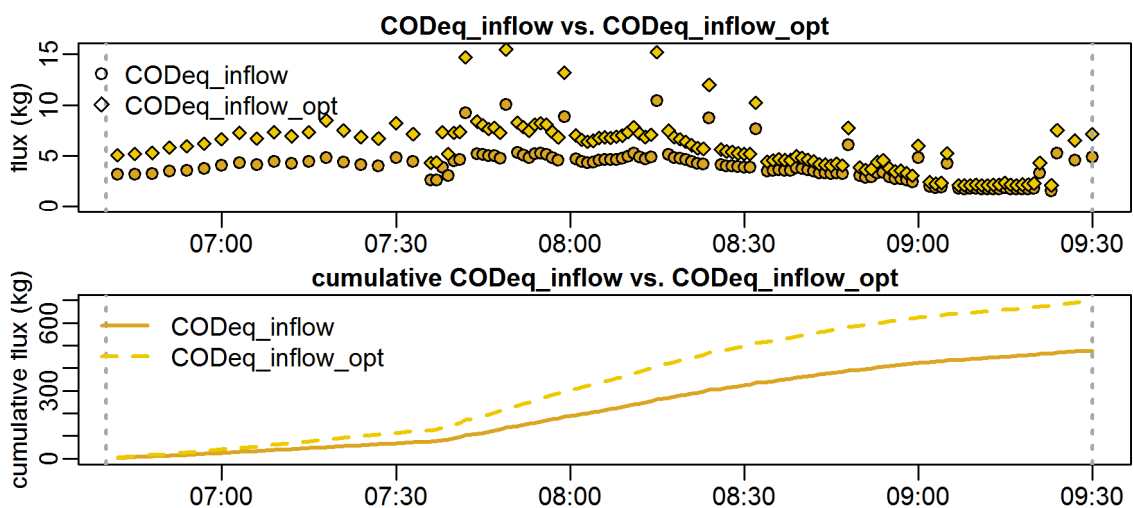 CODeq_inflow vs. CODeq_inflow_opt
flux (kg)
15
10
5
0
CODeq_inflow
CODeq_inflow_opt
07:00 07:30 08:00 08:30 09:00 09:30
cumulative CODeq_inflow vs. CODeq_inflow_opt
cumulative flux (kg)
600
300
0
CODeq_inflow
CODeq_inflow_opt
07:00 07:30 08:00 08:30 09:00 09:30